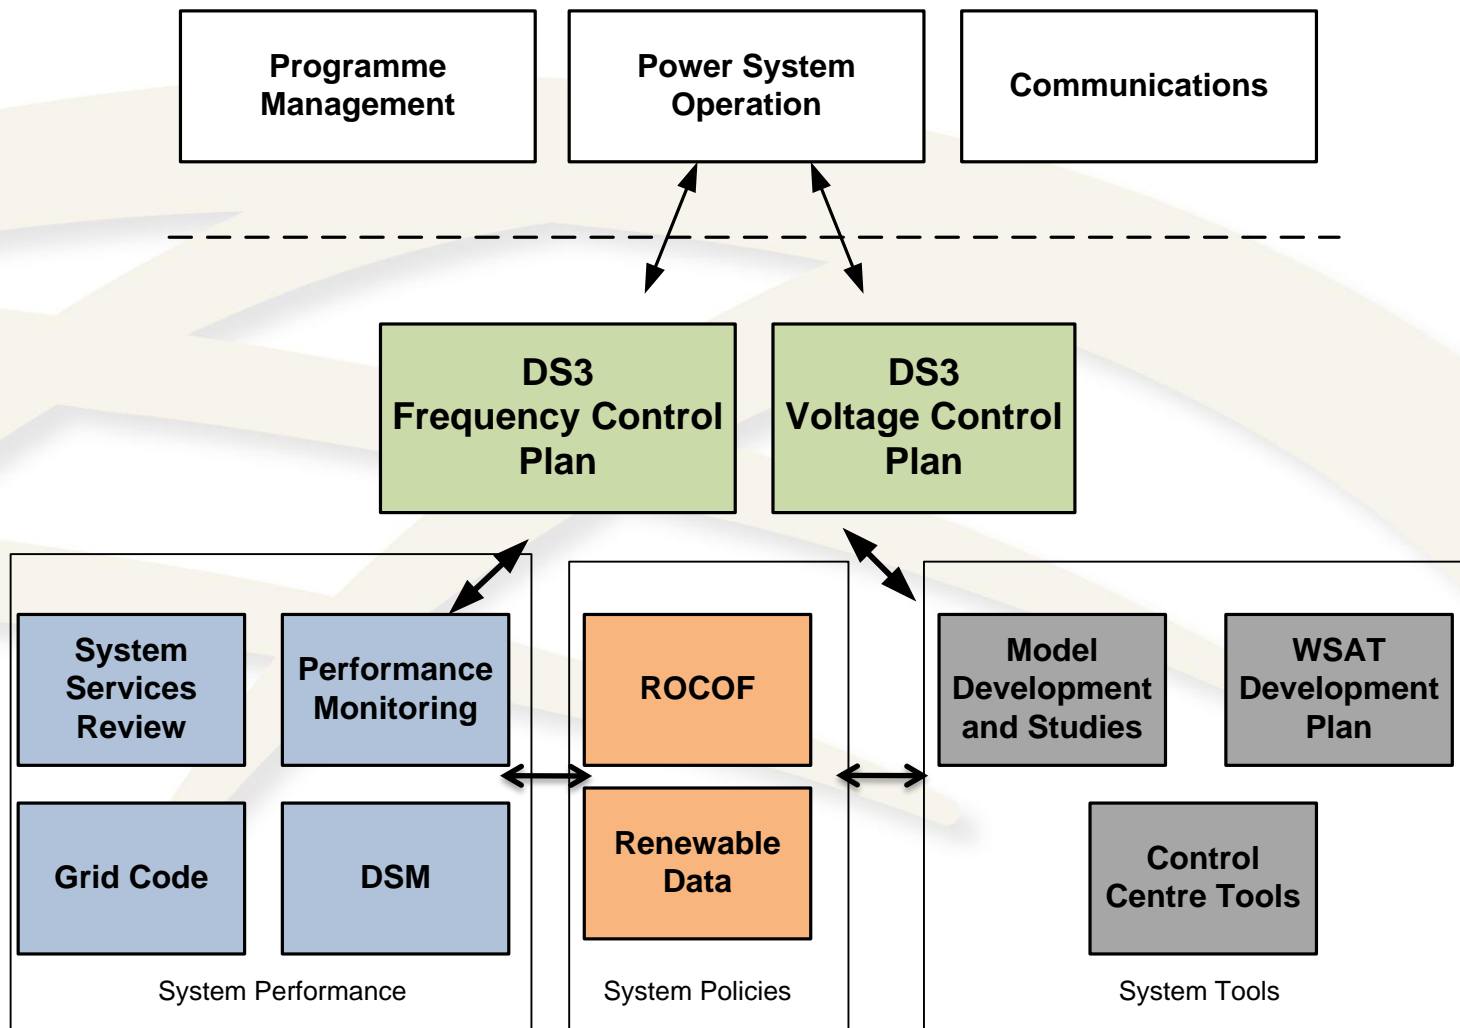 Programme
Management
Power System
Operation
Communications
DS3
Frequency Control
Plan
DS3
Voltage Control
Plan
System
Services
Review
Performance
Monitoring
Grid Code
DSM
System Performance
ROCOF
Renewable
Data
System Policies
Model
Development
and Studies
WSAT
Development
Plan
Control
Centre Tools
System Tools